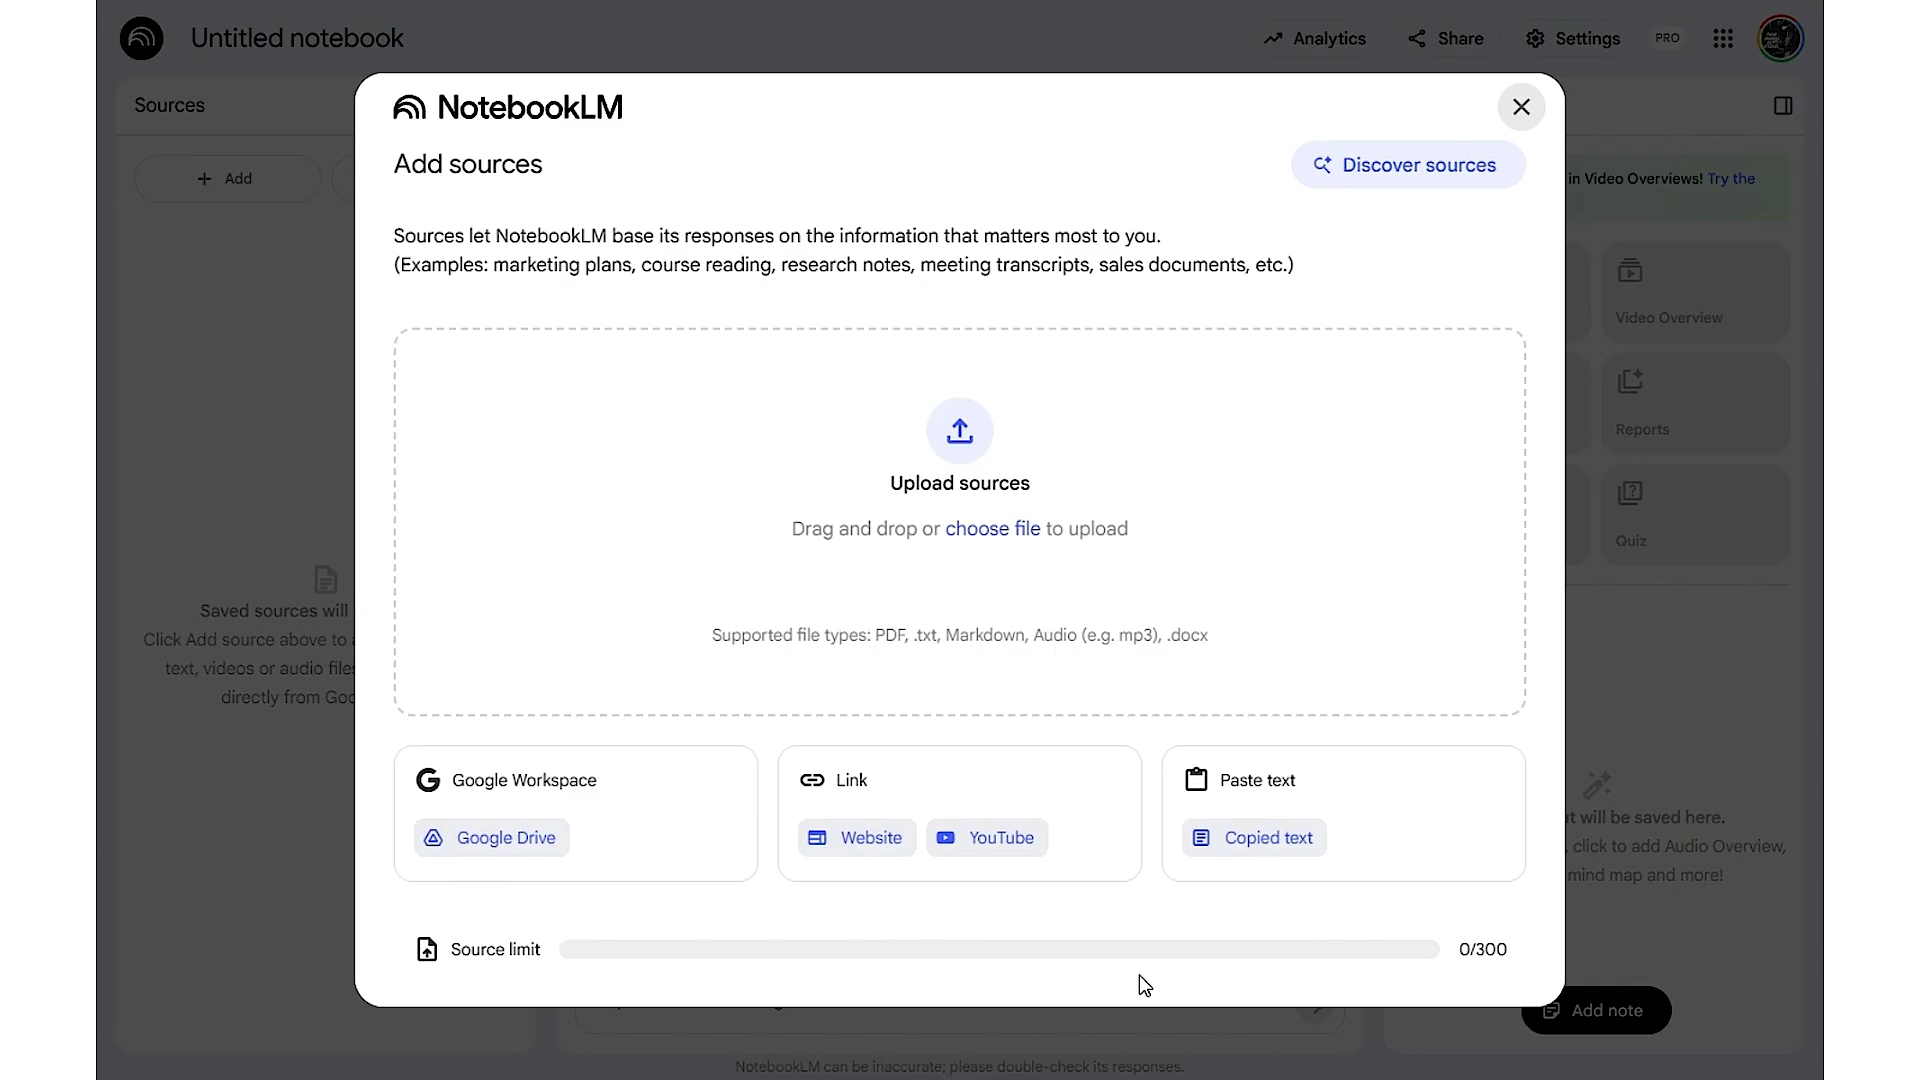 Untitled notebook
Analytics
Share
Settings
PRO
Sources
NotebookLM
Add sources
Discover sources
Add
in Video Overviews! Try the
Sources let NotebookLM base its responses on the information that matters most to you.
(Examples: marketing plans, course reading, research notes, meeting transcripts, sales documents, etc.)
Video Overview
Reports
Quiz
Upload sources
Drag and drop or choose file to upload
Supported file types: PDF, .txt, Markdown, Audio (e.g. mp3), .docx
Saved sources will
Click Add source above to
text, videos or audio files
directly from
Google Workspace
Google Drive
Link
Website
YouTube
Paste text
Copied text
will be saved here.
click to add Audio Overview,
mind map and more!
Source limit
0/300
Add note
NotebookLM can be inaccurate; please double-check its responses.